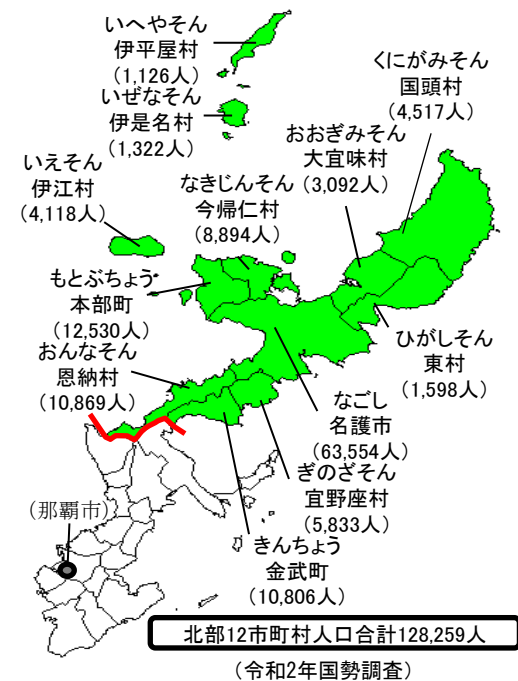 いへやそん
伊平屋村
(1,126人)
いぜなそん
伊是名村
(1,322人)
くにがみそん
国頭村
(4,517人)
おおぎみそん
大宜味村
(3,092人)
いえそん
伊江村
(4,118人)
なきじんそん
今帰仁村
(8,894人)
もとぶちょう
本部町
(12,530人)
おんなそん
恩納村
(10,869人)
ひがしそん
東村
(1,598人)
なごし
名護市
(63,554人)
ぎのざそん
宜野座村
(5,833人)
きんちょう
金武町
(10,806人)
(那覇市)
北部12市町村人口合計128,259人
(令和2年国勢調査)